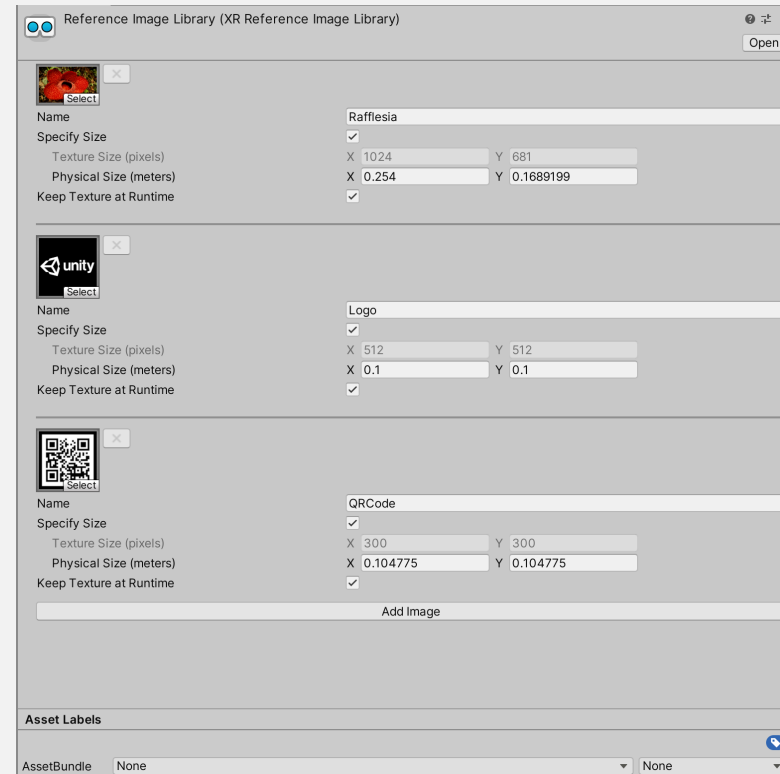 Reference Image Library (XR Reference Image Library)
Open
Select
Name Rafflesia
Specify Size
Texture Size (pixels) X 1024 Y 681
Physical Size (meters) X 0.254 Y 0.1689199
Keep Texture at Runtime
unity
Select
Name Logo
Specify Size
Texture Size (pixels) X 512 Y 512
Physical Size (meters) X 0.1 Y 0.1
Keep Texture at Runtime
Select
Name QRCode
Specify Size
Texture Size (pixels) X 300 Y 300
Physical Size (meters) X 0.104775 Y 0.104775
Keep Texture at Runtime
Add Image
Asset Labels
AssetBundle None None